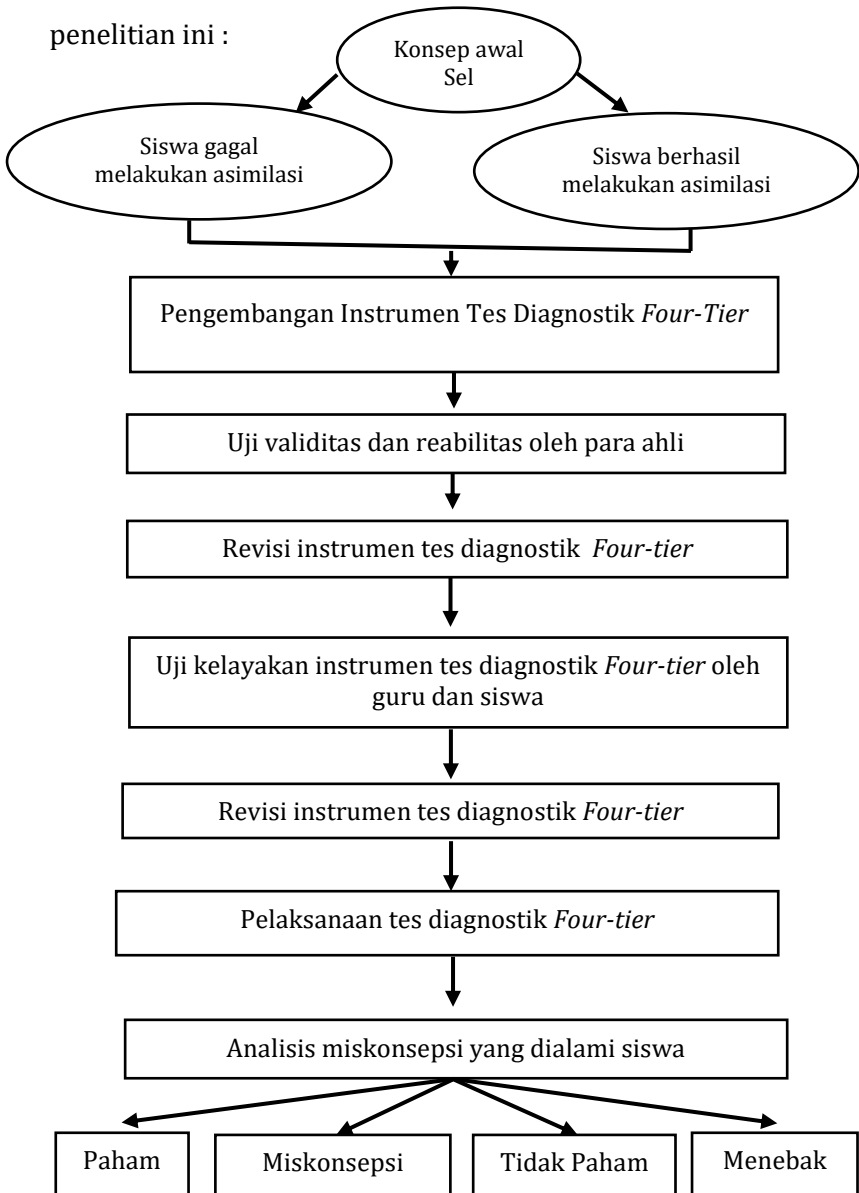 penelitian ini :
Konsep awal
Sel
Siswa gagal
melakukan asimilasi
Siswa berhasil
melakukan asimilasi
Pengembangan Instrumen Tes Diagnostik Four-Tier
Uji validitas dan reabilitas oleh para ahli
Revisi instrumen tes diagnostik Four-tier
Uji kelayakan instrumen tes diagnostik Four-tier oleh
guru dan siswa
Revisi instrumen tes diagnostik Four-tier
Pelaksanaan tes diagnostik Four-tier
Analisis miskonsepsi yang dialami siswa
Paham
Miskonsepsi
Tidak Paham
Menebak